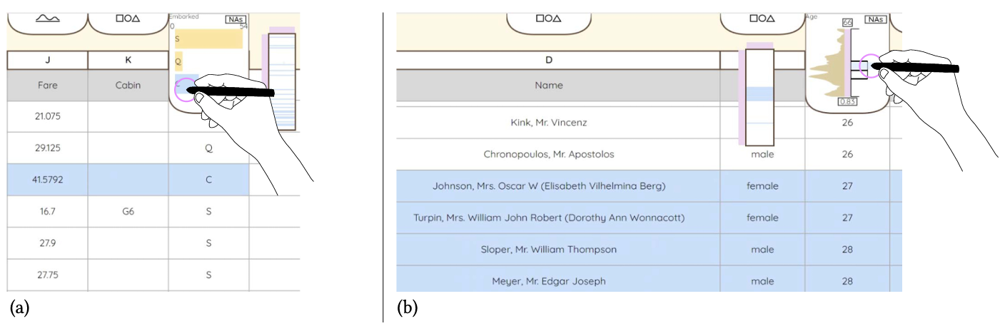 Embarked
NAs
0 54
S
Q
J K
Fare Cabin
21.075
29.125 Q
41.5792 C
16.7 G6 S
27.9 S
27.75 S
(a)
Age
66 NAs
D
Name
0.83
Kink, Mr. Vincenz 26
Chronopoulos, Mr. Apostolos male 26
Johnson, Mrs. Oscar W (Elisabeth Vilhelmina Berg) female 27
Turpin, Mrs. William John Robert (Dorothy Ann Wonnacott) female 27
Sloper, Mr. William Thompson male 28
Meyer, Mr. Edgar Joseph male 28
(b)